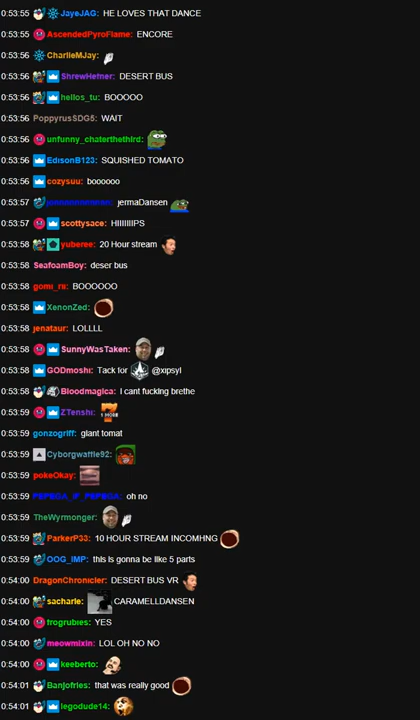 0:53:55 JayeJAG: HE LOVES THAT DANCE
0:53:55 AscendedPyroFlame: ENCORE
0:53:56 CharlieMJay:
0:53:56 ShrewHefner: DESERT BUS
0:53:56 hellos_tu: BOOOOO
0:53:56 PoppyrusSDG5: WAIT
0:53:56 unfunny_chaterthethird:
0:53:56 EdisonB123: SQUISHED TOMATO
0:53:56 cozysuu: boooooo
0:53:57 jermaDansen
0:53:57 scottysace: HIIIIIIIPS
0:53:58 yuberee: 20 Hour stream
0:53:58 SeafoamBoy: deser bus
0:53:58 gomi_ni: BOOOOOO
0:53:58 XenonZed:
0:53:58 jenataur: LOLLLL
0:53:58 SunnyWasTaken:
0:53:58 GODmoshi: Tack for @xipsyl
0:53:58 Bloodmagica: I cant fucking brethe
0:53:59 ZTenshi: 1 MORE
0:53:59 gonzogriff: giant tomat
0:53:59 Cyborgwaffle92:
0:53:59 pokeOkay:
0:53:59 PEPEGA_IF_PEPEGA: oh no
0:53:59 TheWyrmonger:
0:53:59 ParkerP33: 10 HOUR STREAM INCOMHNG
0:53:59 OOG_IMP: this is gonna be like 5 parts
0:54:00 DragonChronicler: DESERT BUS VR
0:54:00 sacharle: CARAMELLDANSEN
0:54:00 frogrubies: YES
0:54:00 meowmixin: LOL OH NO NO
0:54:00 keeberto:
0:54:01 Banjofries: that was really good
0:54:01 legodude14: